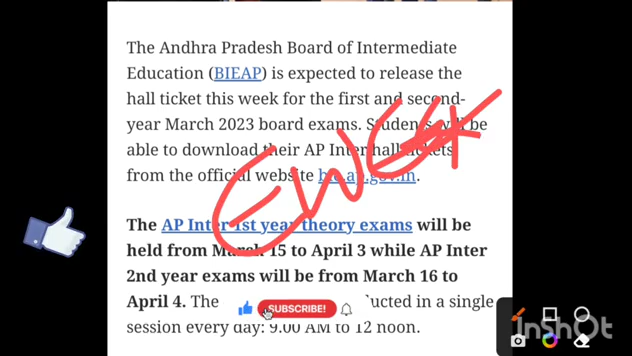 The Andhra Pradesh Board of Intermediate
Education (BIEAP) is expected to release the
hall ticket this week for the first and second-
year March 2023 board exams. Students will be
able to download their AP Inter hall tickets
from the official website bie.ap.gov.in.
The AP Inter 1st year theory exams will be
held from March 15 to April 3 while AP Inter
2nd year exams will be from March 16 to
April 4. The ducted in a single
SUBSCRIBE!
session every day: 9.00 AM to 12 noon.
InShOt